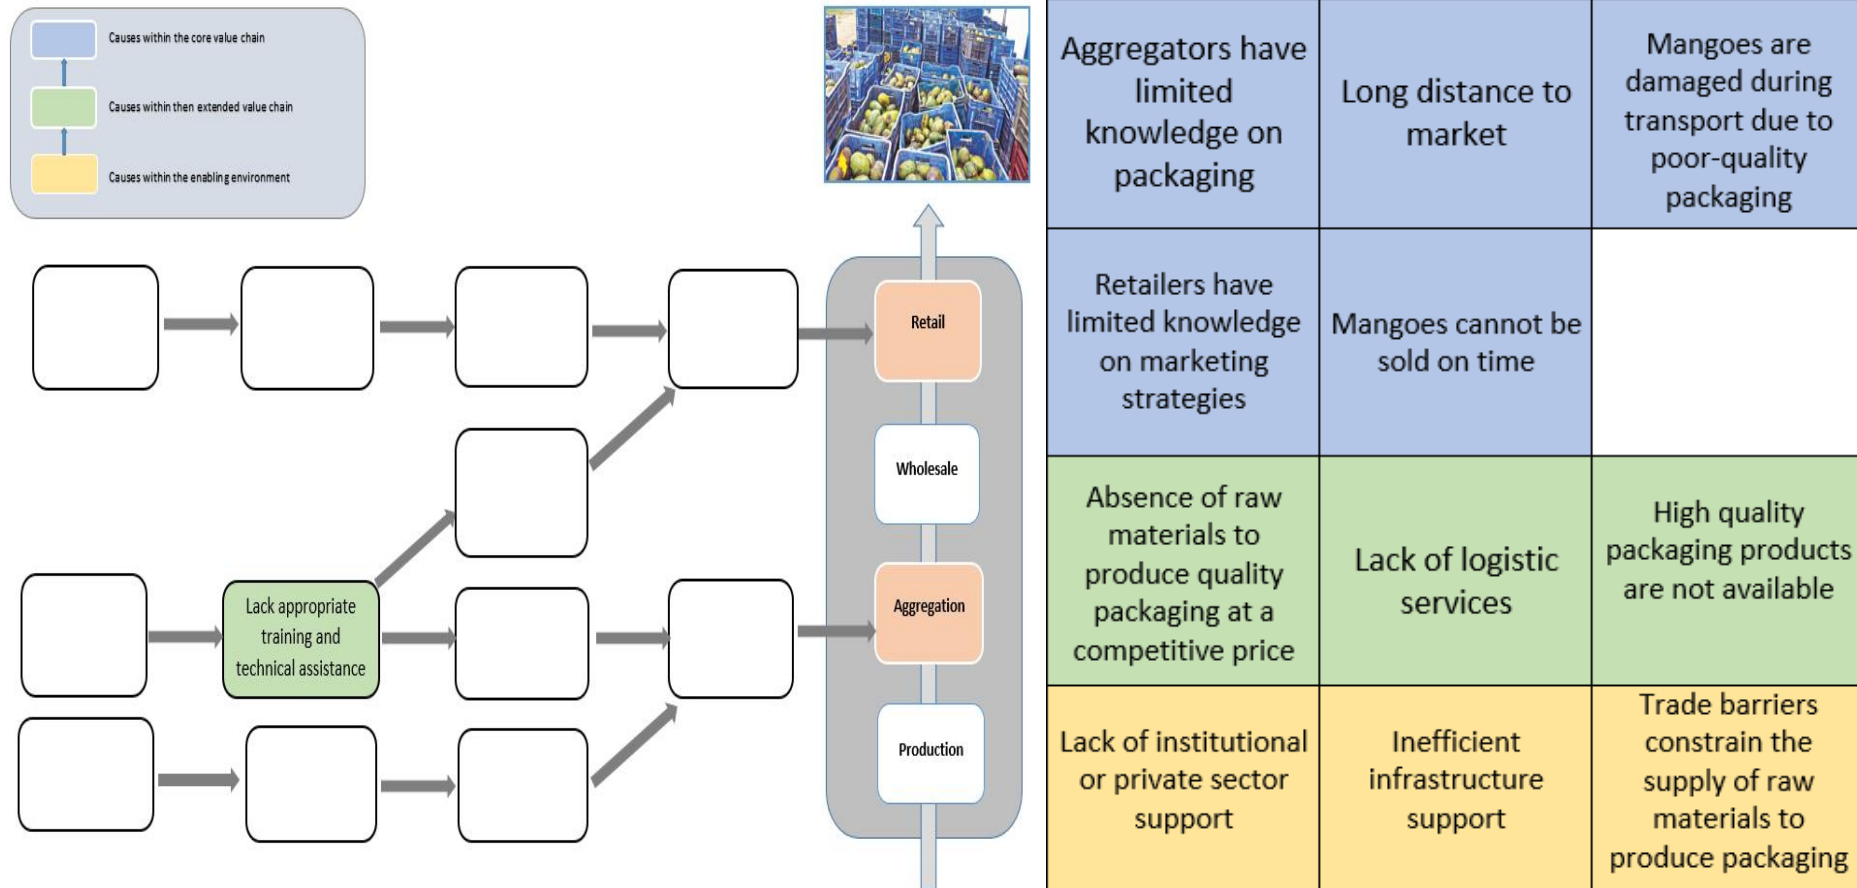 Causes within the core value chain
Causes within then extended value chain
Causes within the enabling environment
Retail
Wholesale
Aggregation
Production
Lack appropriate
training and
technical assistance
Aggregators have
limited
knowledge on
packaging
Long distance to
market
Mangoes are
damaged during
transport due to
poor-quality
packaging
Retailers have
limited knowledge
on marketing
strategies
Mangoes cannot be
sold on time
Absence of raw
materials to
produce quality
packaging at a
competitive price
Lack of logistic
services
High quality
packaging products
are not available
Lack of institutional
or private sector
support
Inefficient
infrastructure
support
Trade barriers
constrain the
supply of raw
materials to
produce packaging